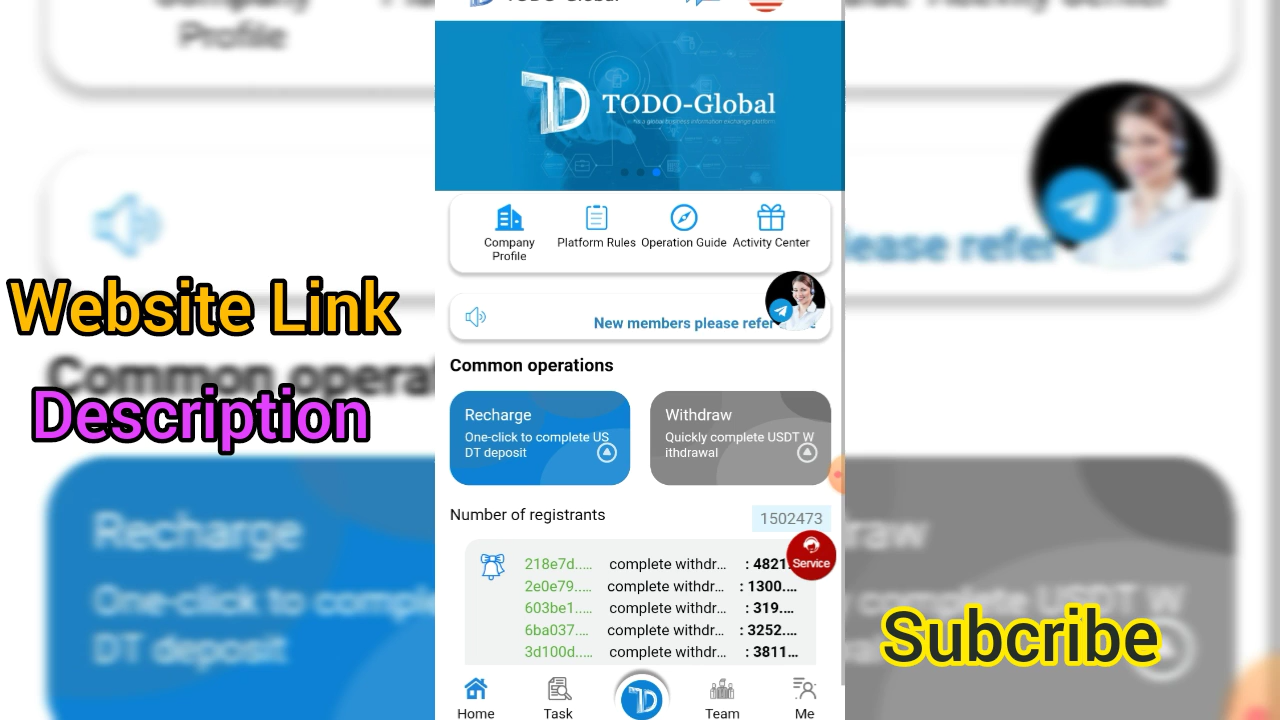 TODO-Global
Company
Profile
Platform Rules
Operation Guide
Activity Center
New members please refer
Common operations
Recharge
One-click to complete US
DT deposit
Withdraw
Quickly complete USDT W
ithdrawal
Number of registrants
1502473
Service
218e7d..... complete withdr... : 4821.
2e0e79.... complete withdr... : 1300....
603be1.... complete withdr... : 319....
6ba037.... complete withdr... : 3252....
3d100d.... complete withdr... : 3811...
Home
Task
Team
Me
Website Link
Description
Subcribe